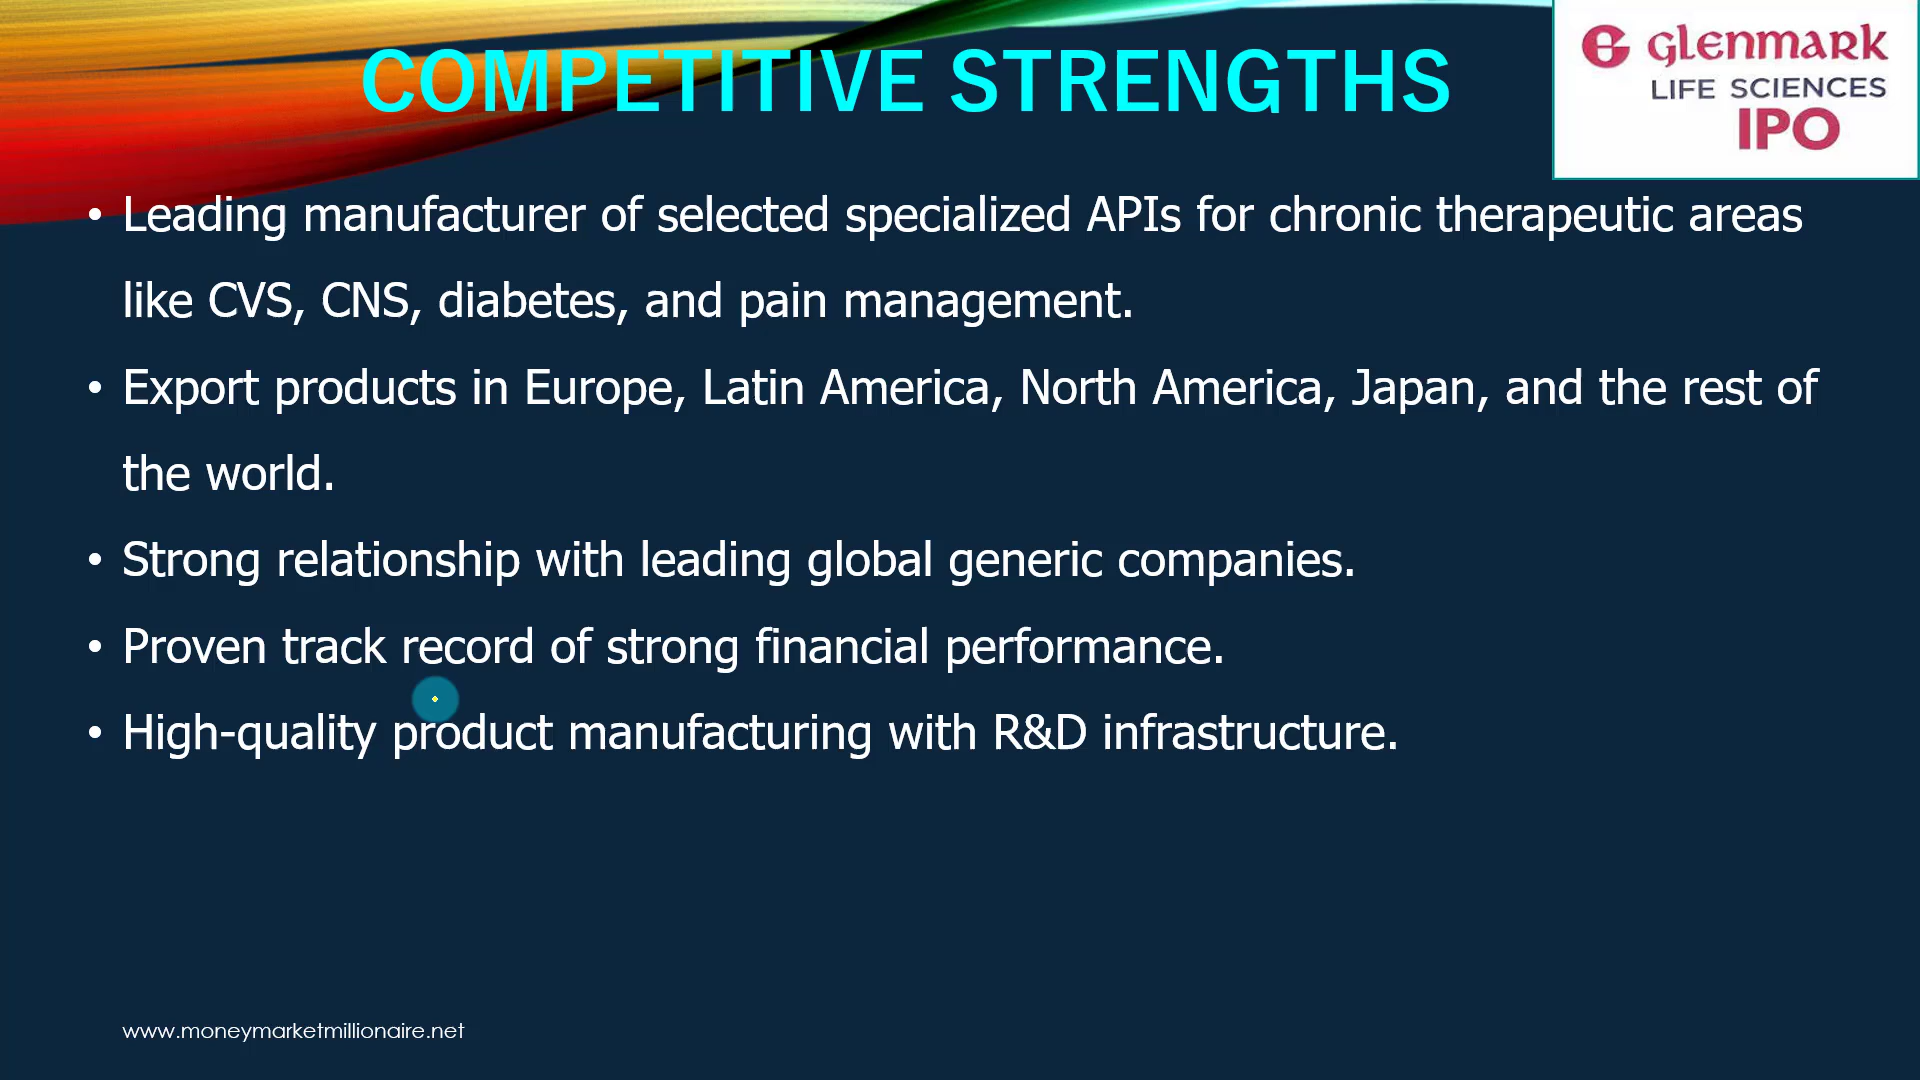 COMPETITIVE STRENGTHS
GLENMARK
LIFE SCIENCES
IPO
• Leading manufacturer of selected specialized APIs for chronic therapeutic areas
like CVS, CNS, diabetes, and pain management.
• Export products in Europe, Latin America, North America, Japan, and the rest of
the world.
• Strong relationship with leading global generic companies.
• Proven track record of strong financial performance.
• High-quality product manufacturing with R&D infrastructure.
www.moneymarketmillionaire.net